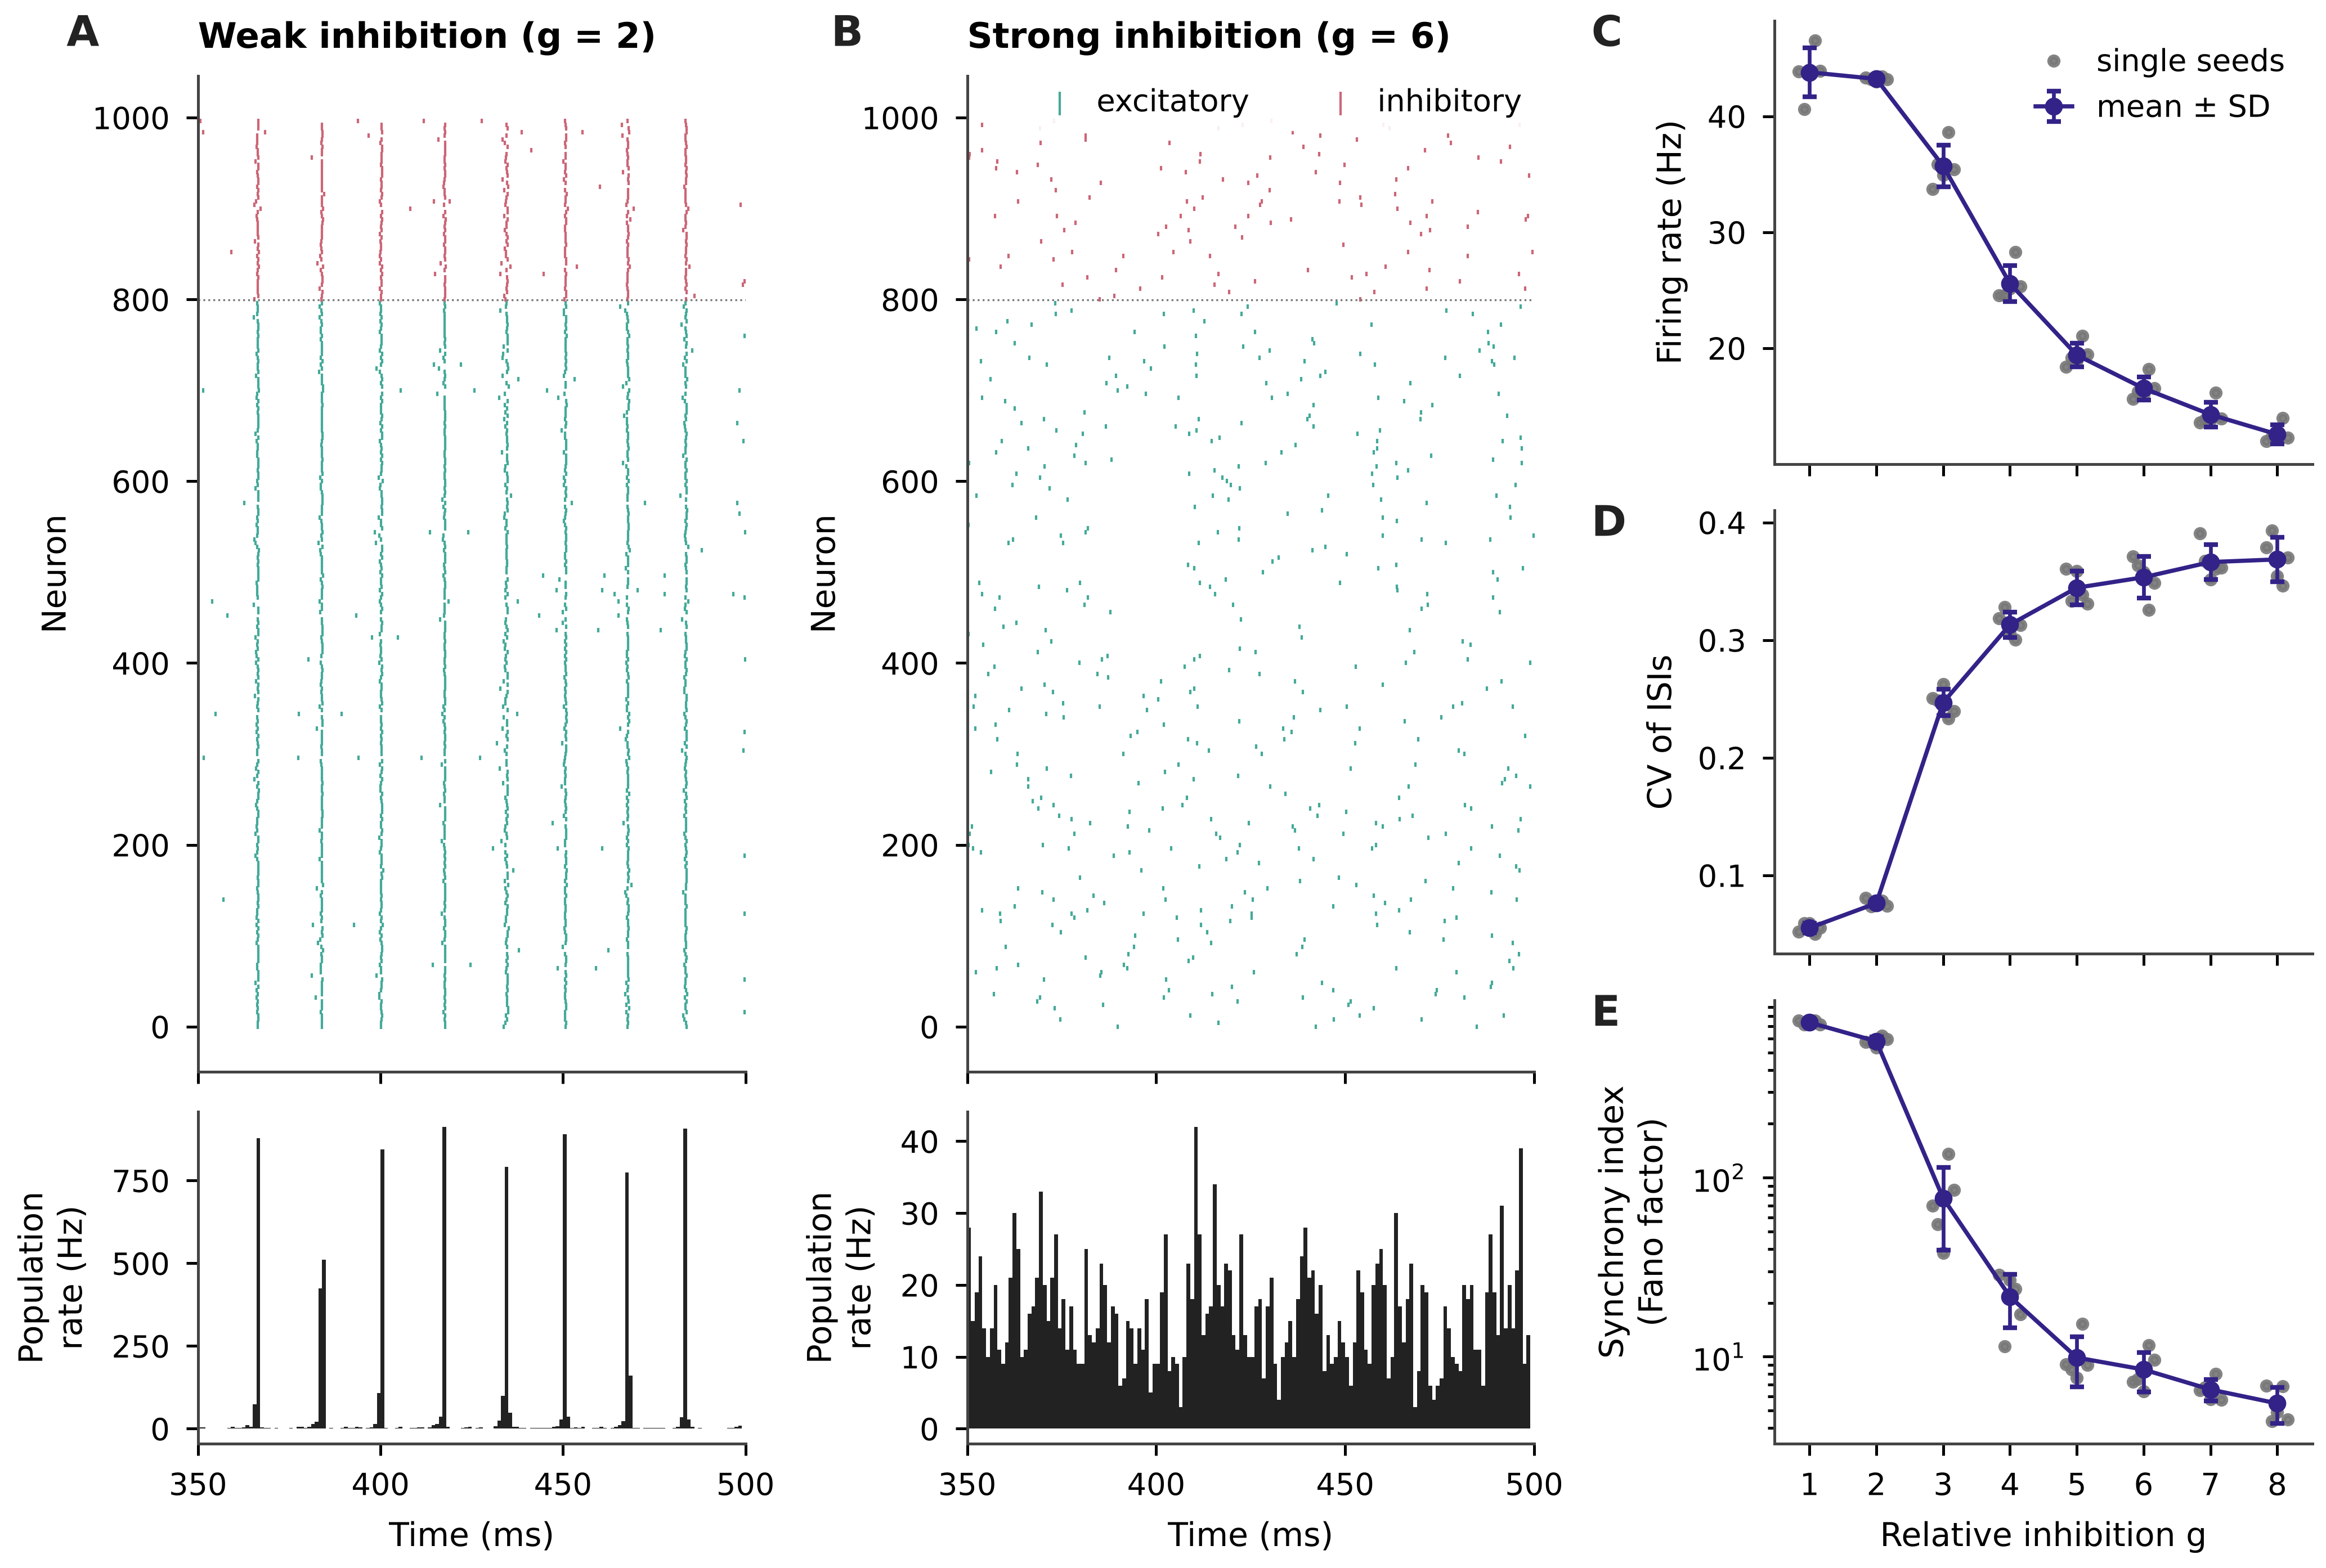 A
Weak inhibition (g = 2)
1000
800
600
400
200
0
Neuron
750
500
250
0
Population
rate (Hz)
350
400
450
500
Time (ms)
B
Strong inhibition (g = 6)
excitatory
inhibitory
1000
800
600
400
200
0
Neuron
40
30
20
10
0
Population
rate (Hz)
350
400
450
500
Time (ms)
C
single seeds
mean ± SD
40
30
20
Firing rate (Hz)
D
0.4
0.3
0.2
0.1
CV of ISIs
E
10²
10¹
Synchrony index
(Fano factor)
1
2
3
4
5
6
7
8
Relative inhibition g